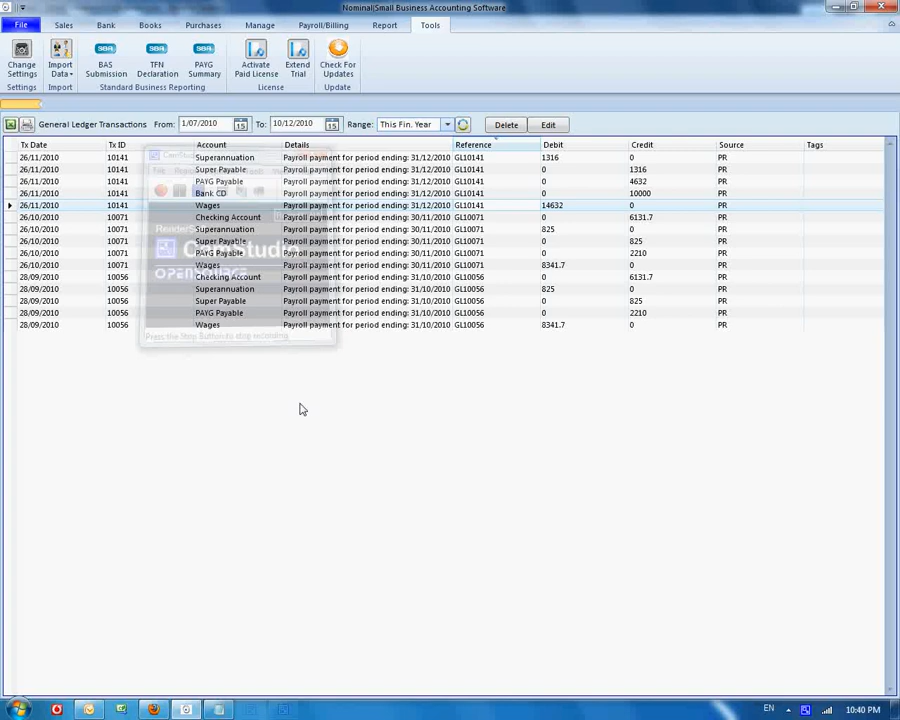 Nominal|Small Business Accounting Software
File Sales Bank Books Purchases Manage Payroll/Billing Report Tools
Change Settings Import Data BAS Submission TFN Declaration PAYG Summary Activate Paid License Extend Trial Check For Updates
Settings Import Standard Business Reporting License Update
General Ledger Transactions From: 1/07/2010 15 To: 10/12/2010 15 Range: This Fin. Year Delete Edit
Tx Date Tx ID Account Details Reference Debit Credit Source Tags
26/11/2010 10141 Superannuation Payroll payment for period ending: 31/12/2010 GL10141 1316 0 PR
26/11/2010 10141 Super Payable Payroll payment for period ending: 31/12/2010 GL10141 0 1316 PR
26/11/2010 10141 PAYG Payable Payroll payment for period ending: 31/12/2010 GL10141 0 4632 PR
26/11/2010 10141 Bank CD Payroll payment for period ending: 31/12/2010 GL10141 0 10000 PR
26/11/2010 10141 Wages Payroll payment for period ending: 31/12/2010 GL10141 14632 0 PR
26/10/2010 10071 Checking Account Payroll payment for period ending: 30/11/2010 GL10071 0 6131.7 PR
26/10/2010 10071 Superannuation Payroll payment for period ending: 30/11/2010 GL10071 825 0 PR
26/10/2010 10071 Super Payable Payroll payment for period ending: 30/11/2010 GL10071 0 825 PR
26/10/2010 10071 PAYG Payable Payroll payment for period ending: 30/11/2010 GL10071 0 2210 PR
26/10/2010 10071 Wages Payroll payment for period ending: 30/11/2010 GL10071 8341.7 0 PR
28/09/2010 10056 Checking Account Payroll payment for period ending: 31/10/2010 GL10056 0 6131.7 PR
28/09/2010 10056 Superannuation Payroll payment for period ending: 31/10/2010 GL10056 825 0 PR
28/09/2010 10056 Super Payable Payroll payment for period ending: 31/10/2010 GL10056 0 825 PR
28/09/2010 10056 PAYG Payable Payroll payment for period ending: 31/10/2010 GL10056 0 2210 PR
28/09/2010 10056 Wages Payroll payment for period ending: 31/10/2010 GL10056 8341.7 0 PR
CamStudio
OPENSOURCE
Press the Stop Button to stop recording
EN 10:40 PM